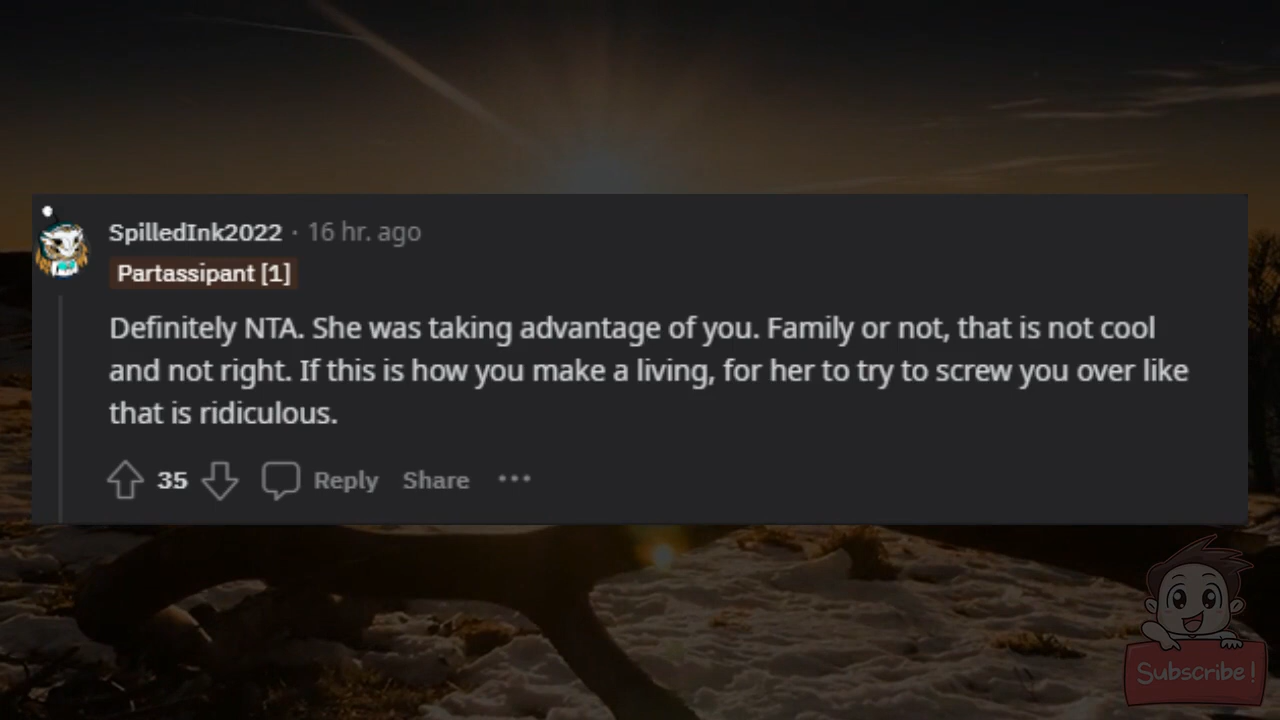 SpilledInk2022 · 16 hr. ago
Partassipant [1]
Definitely NTA. She was taking advantage of you. Family or not, that is not cool
and not right. If this is how you make a living, for her to try to screw you over like
that is ridiculous.
35 Reply Share ···
Subscribe!